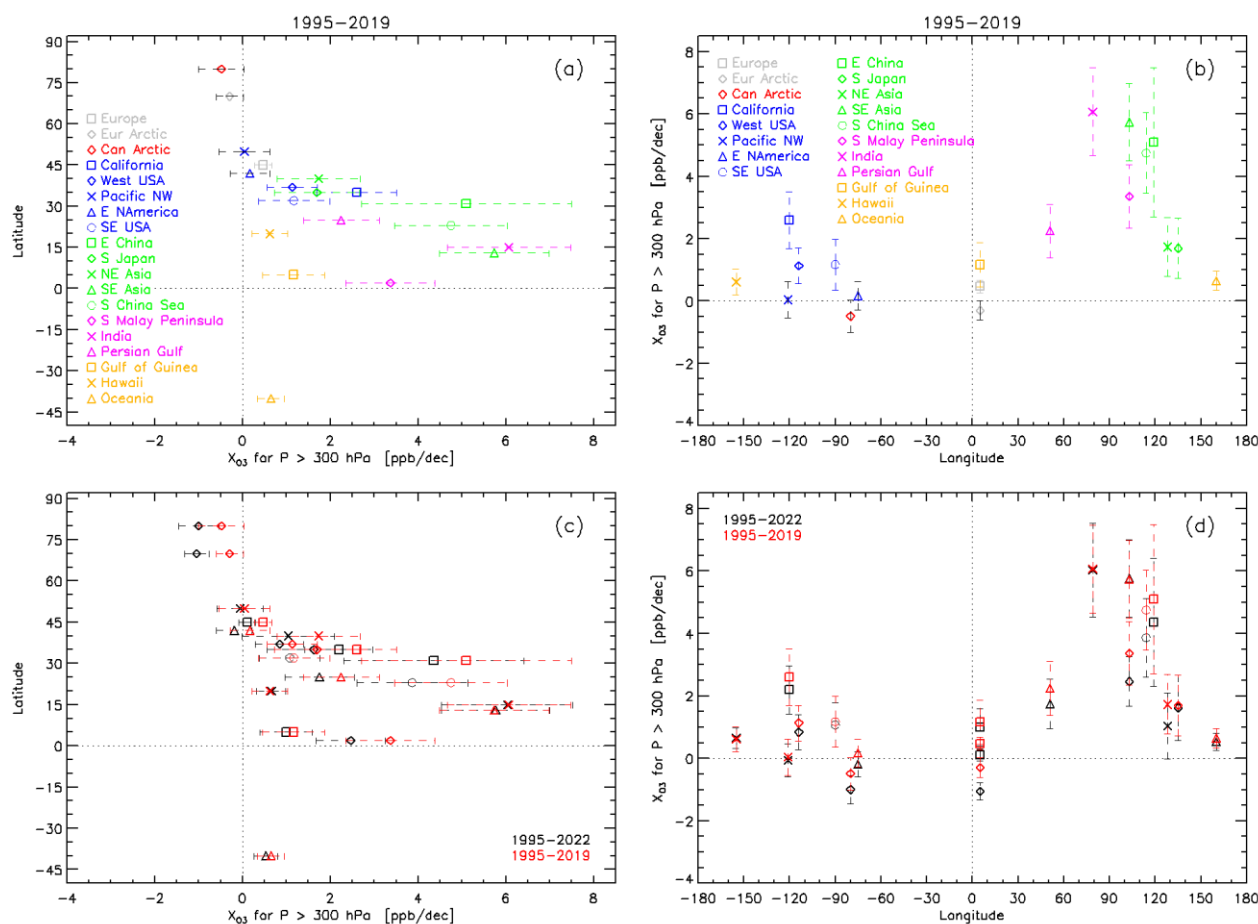 1995-2019
(a)
90
75
60
45
30
15
0
-15
-30
-45
Latitude
Europe
Eur Arctic
Can Arctic
California
West USA
Pacific NW
E NAmerica
SE USA
E China
S Japan
NE Asia
SE Asia
S China Sea
S Malay Peninsula
India
Persian Gulf
Gulf of Guinea
Hawaii
Oceania
-4 -2 0 2 4 6 8
X_O3 for P > 300 hPa [ppb/dec]
1995-2019
(b)
8
6
4
2
0
-2
-4
X_O3 for P > 300 hPa [ppb/dec]
Europe
Eur Arctic
Can Arctic
California
West USA
Pacific NW
E NAmerica
SE USA
E China
S Japan
NE Asia
SE Asia
S China Sea
S Malay Peninsula
India
Persian Gulf
Gulf of Guinea
Hawaii
Oceania
-180 -150 -120 -90 -60 -30 0 30 60 90 120 150 180
Longitude
(c)
90
75
60
45
30
15
0
-15
-30
-45
Latitude
1995-2022
1995-2019
-4 -2 0 2 4 6 8
X_O3 for P > 300 hPa [ppb/dec]
(d)
1995-2022
1995-2019
8
6
4
2
0
-2
-4
X_O3 for P > 300 hPa [ppb/dec]
-180 -150 -120 -90 -60 -30 0 30 60 90 120 150 180
Longitude